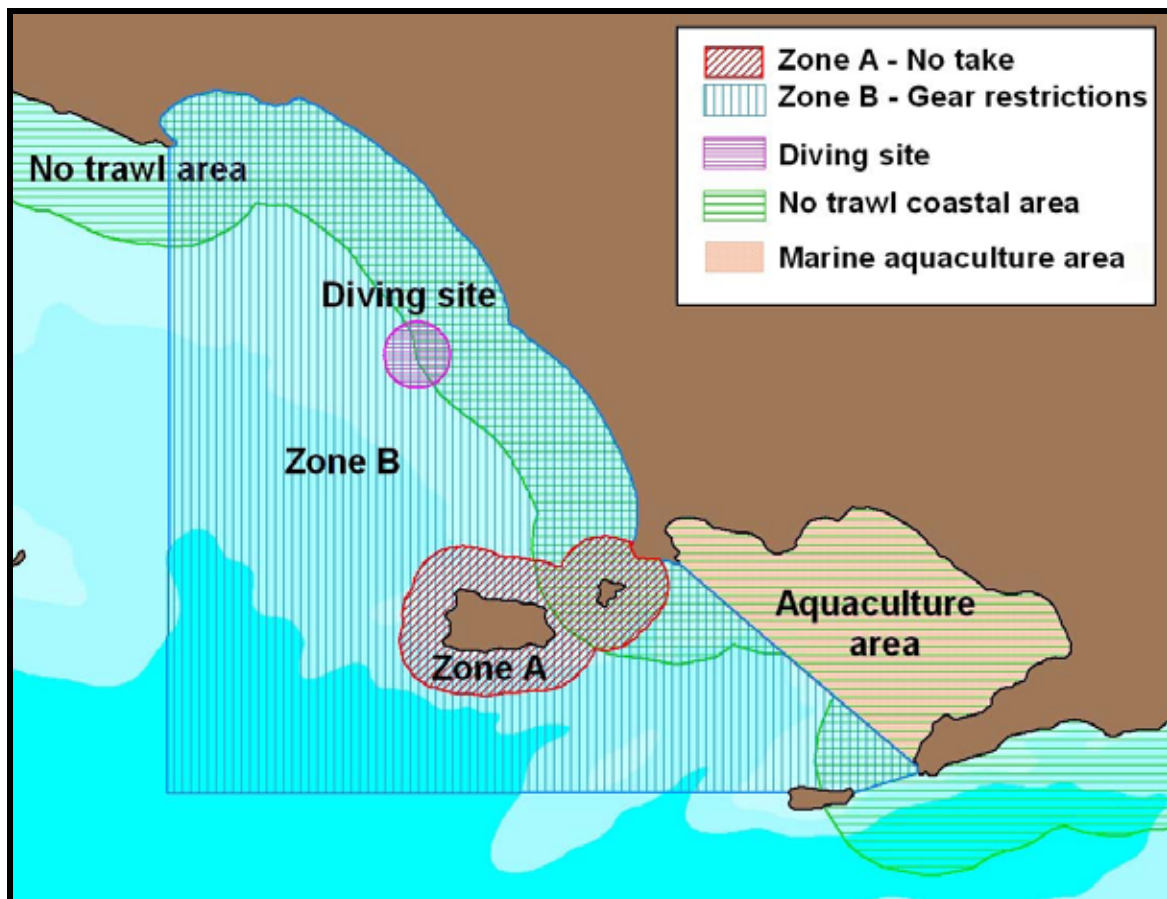 Zone A - No take
Zone B - Gear restrictions
Diving site
No trawl coastal area
Marine aquaculture area
No trawl area
Diving site
Zone B
Aquaculture
area
Zone A